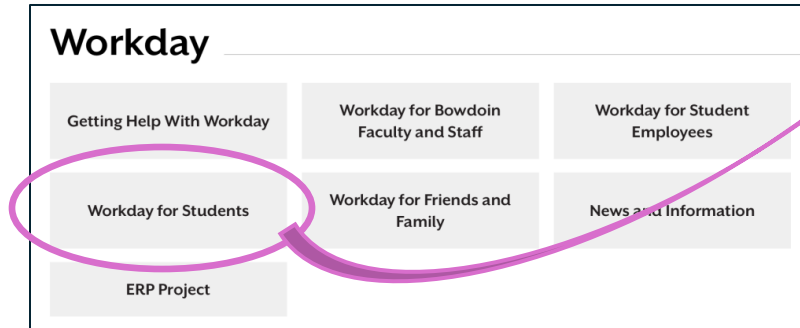 Workday
Getting Help With Workday
Workday for Bowdoin
Faculty and Staff
Workday for Student
Employees
Workday for Students
Workday for Friends and
Family
News and Information
ERP Project